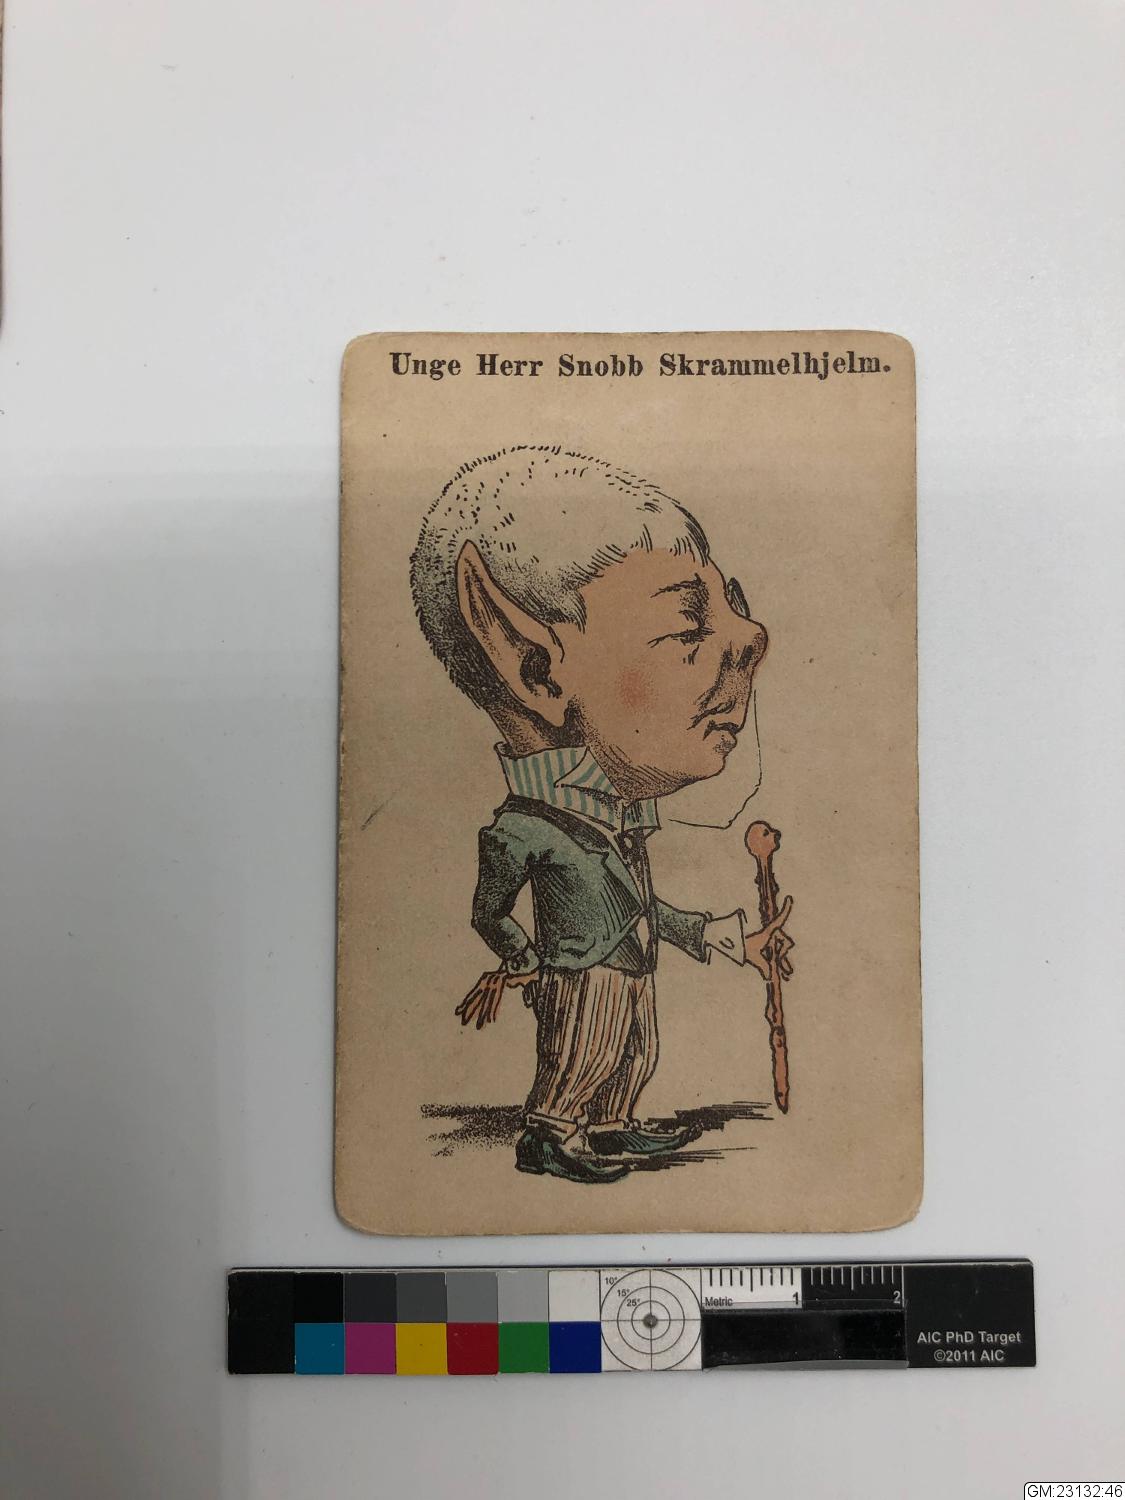 Unge Herr Snobb Skrammelhjelm.
10°
15°
25°
Metric 1 2
AIC PhD Target
©2011 AIC
GM:23132:46